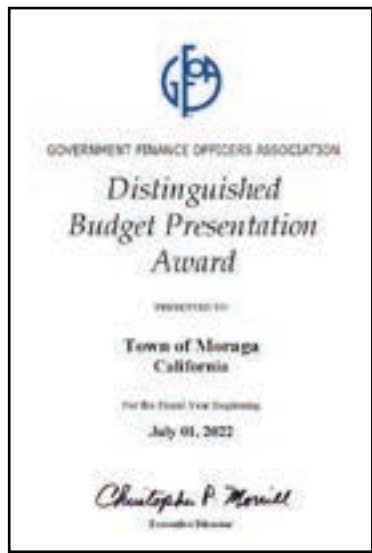 GFOA
GOVERNMENT FINANCE OFFICERS ASSOCIATION
Distinguished
Budget Presentation
Award
PRESENTED TO
Town of Moraga
California
For the Fiscal Year Beginning
July 01, 2022
Christopher P. Morrill
Executive Director